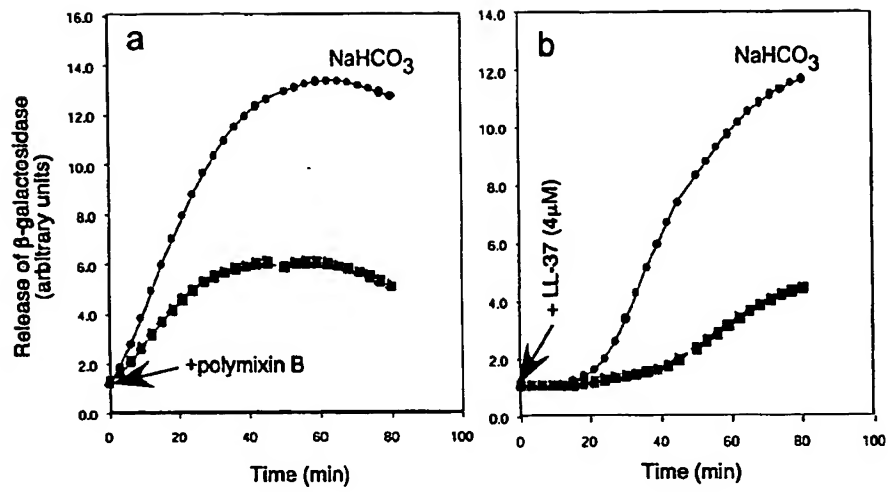 a
NaHCO3
+polymixin B
Release of β-galactosidase
(arbitrary units)
16.0
14.0
12.0
10.0
8.0
6.0
4.0
2.0
0.0
0 20 40 60 80 100
Time (min)
b
NaHCO3
+ LL-37 (4μM)
14.0
12.0
10.0
8.0
6.0
4.0
2.0
0.0
0 20 40 60 80 100
Time (min)